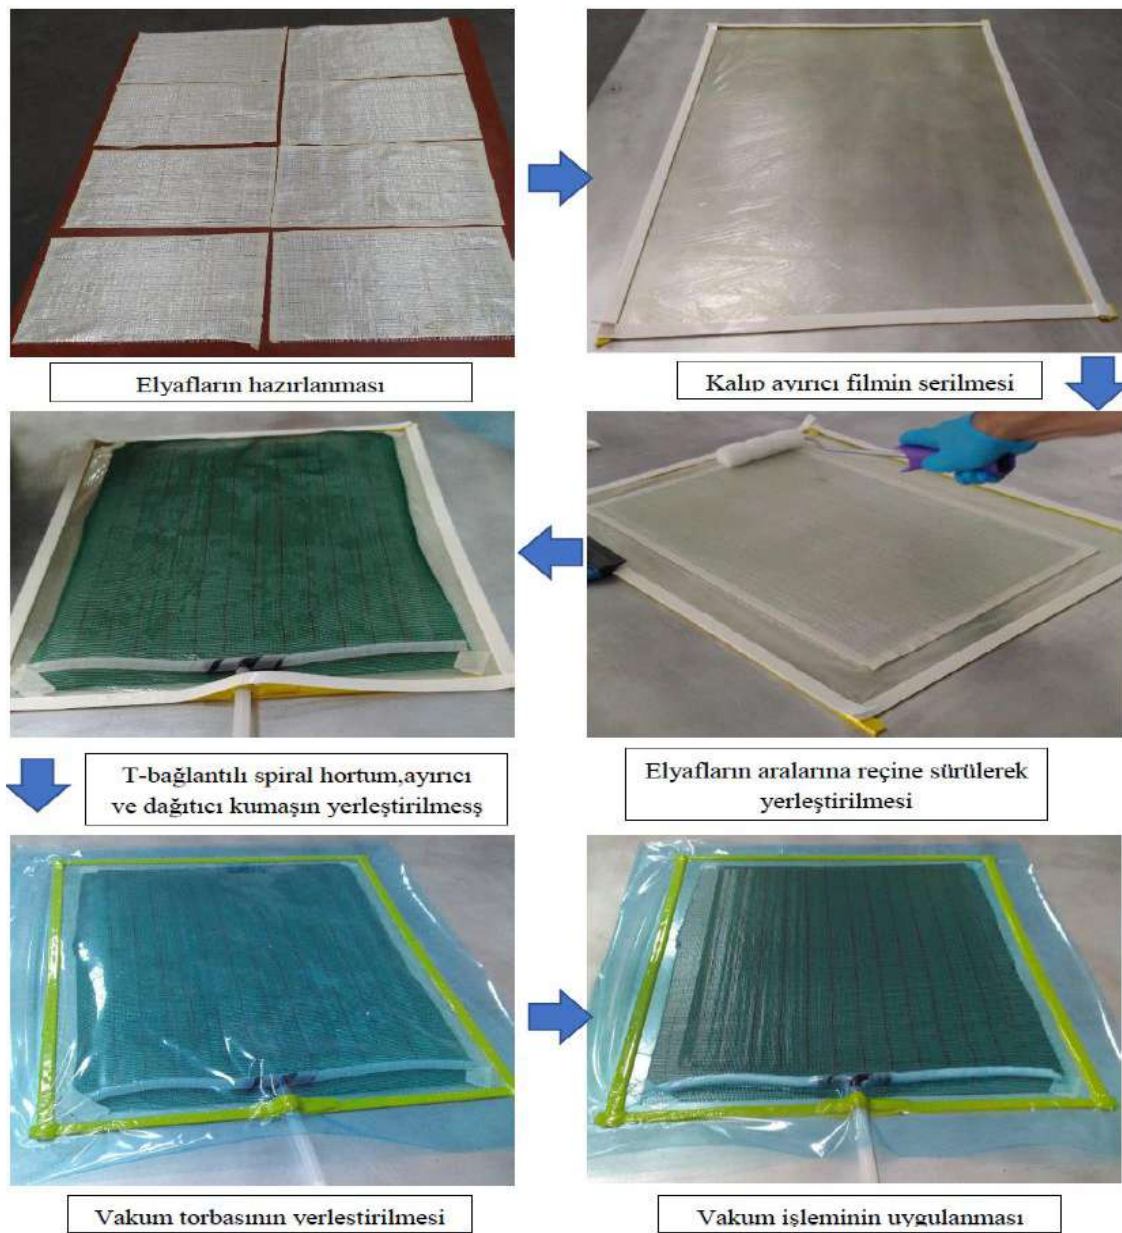 Elyafların hazırlanması
Kalıp ayırıcı filmin serilmesi
Elyafların aralarına reçine sürülerek
yerleştirilmesi
T-bağlantılı spiral hortum,ayırıcı
ve dağıtıcı kumaşın yerleştirilmesş
Vakum torbasının yerleştirilmesi
Vakum işleminin uygulanması